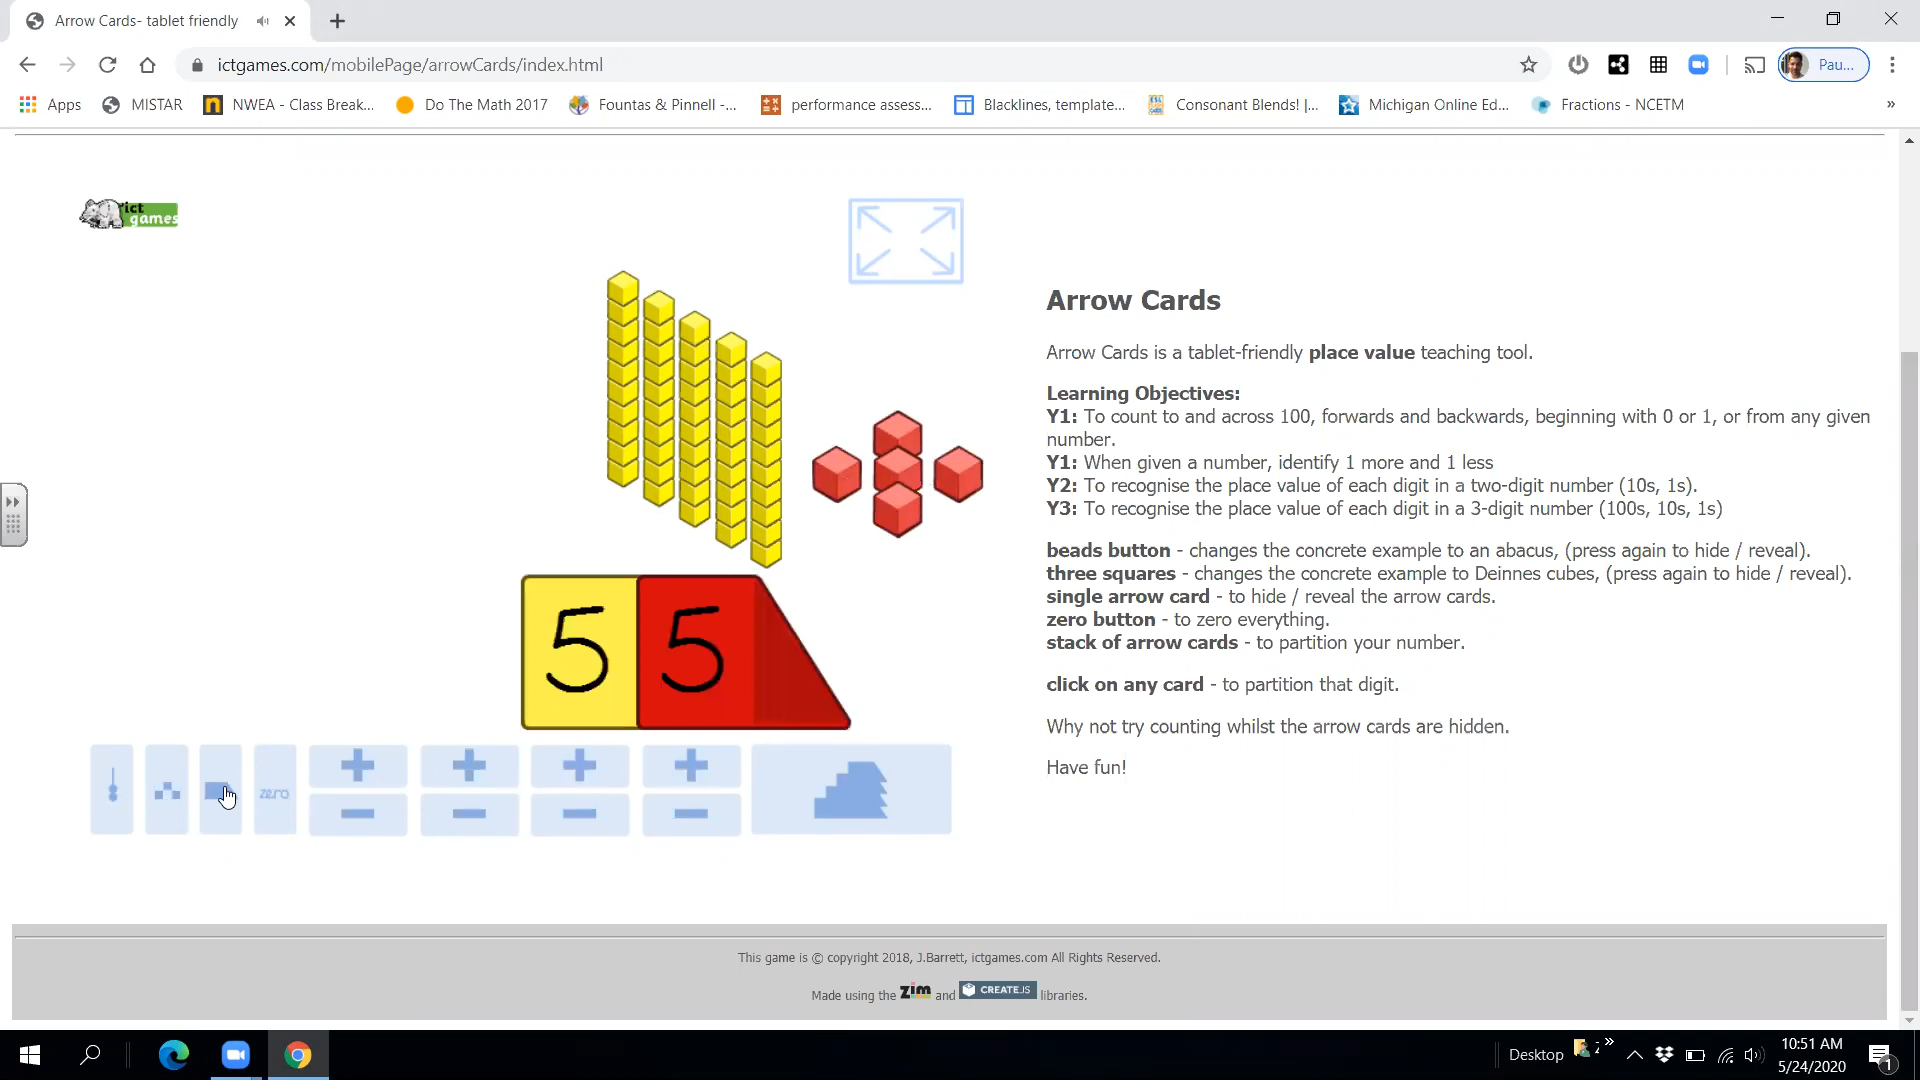 Arrow Cards- tablet friendly
ictgames.com/mobilePage/arrowCards/index.html
Pau...
Apps
MISTAR
NWEA - Class Break...
Do The Math 2017
Fountas & Pinnell -...
performance assess...
Blacklines, template...
Consonant Blends! |...
Michigan Online Ed...
Fractions - NCETM
»
ict
games
Arrow Cards
Arrow Cards is a tablet-friendly place value teaching tool.
Learning Objectives:
Y1: To count to and across 100, forwards and backwards, beginning with 0 or 1, or from any given
number.
Y1: When given a number, identify 1 more and 1 less
Y2: To recognise the place value of each digit in a two-digit number (10s, 1s).
Y3: To recognise the place value of each digit in a 3-digit number (100s, 10s, 1s)
beads button - changes the concrete example to an abacus, (press again to hide / reveal).
three squares - changes the concrete example to Deinnes cubes, (press again to hide / reveal).
single arrow card - to hide / reveal the arrow cards.
zero button - to zero everything.
stack of arrow cards - to partition your number.
click on any card - to partition that digit.
Why not try counting whilst the arrow cards are hidden.
Have fun!
5 5
zero
This game is © copyright 2018, J.Barrett, ictgames.com All Rights Reserved.
Made using the zim and CREATEJS libraries.
Desktop
10:51 AM
5/24/2020
1